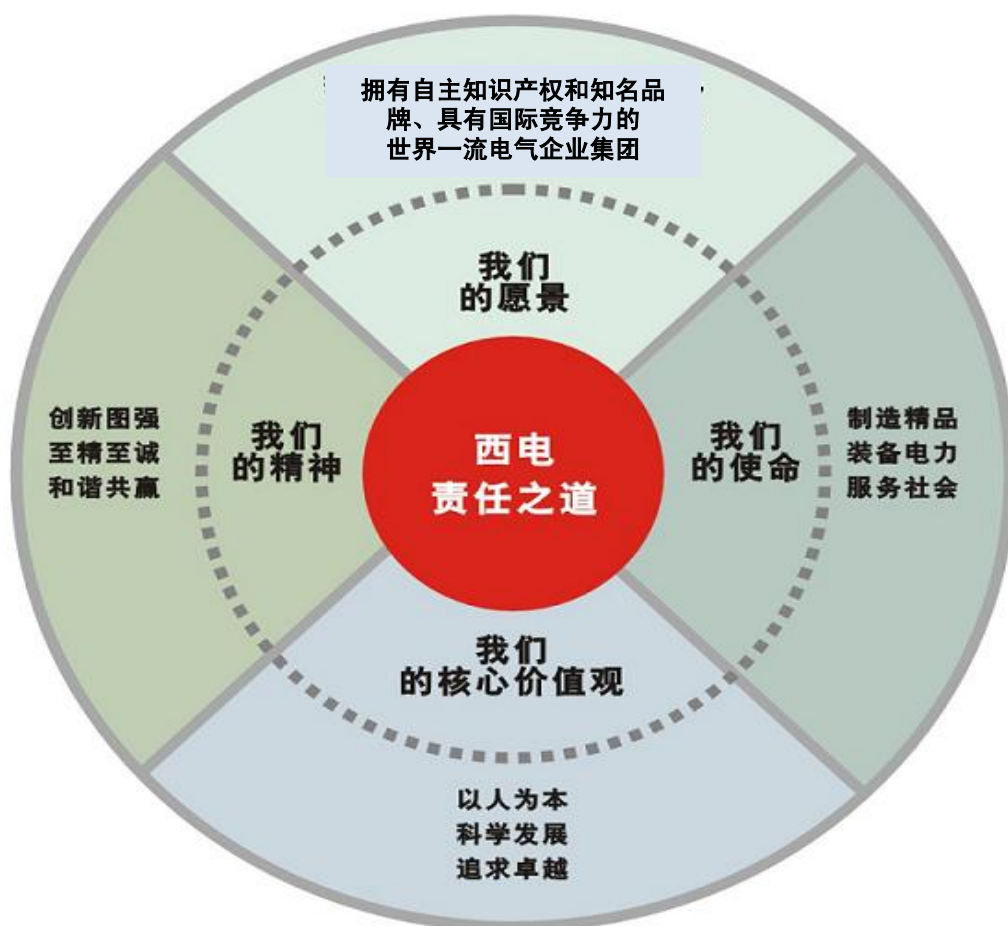 拥有自主知识产权和知名品
牌、具有国际竞争力的
世界一流电气企业集团
我们
的愿景
创新图强
至精至诚
和谐共赢
我们
的精神
西电
责任之道
我们
的使命
制造精品
装备电力
服务社会
我们
的核心价值观
以人为本
科学发展
追求卓越